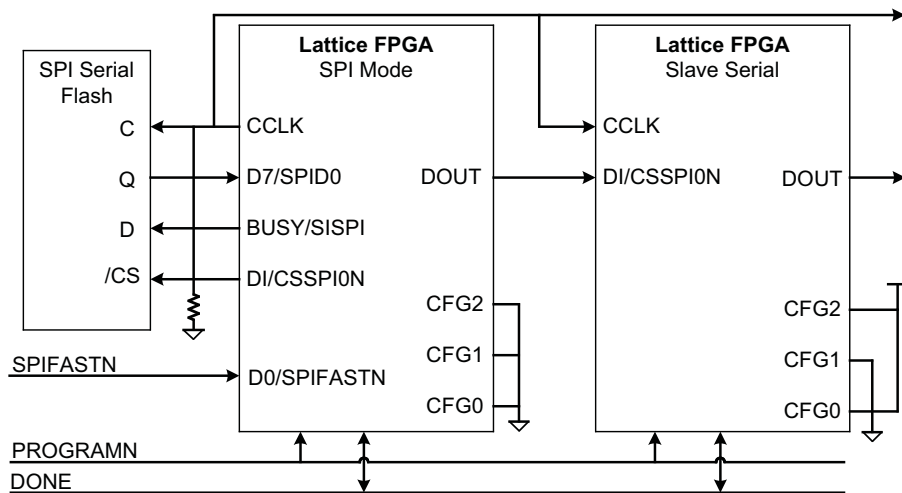 SPI Serial
Flash
C
Q
D
/CS
Lattice FPGA
SPI Mode
CCLK
D7/SPID0
BUSY/SISPI
DI/CSSPI0N
D0/SPIFASTN
DOUT
CFG2
CFG1
CFG0
Lattice FPGA
Slave Serial
CCLK
DI/CSSPI0N
DOUT
CFG2
CFG1
CFG0
SPIFASTN
PROGRAMN
DONE